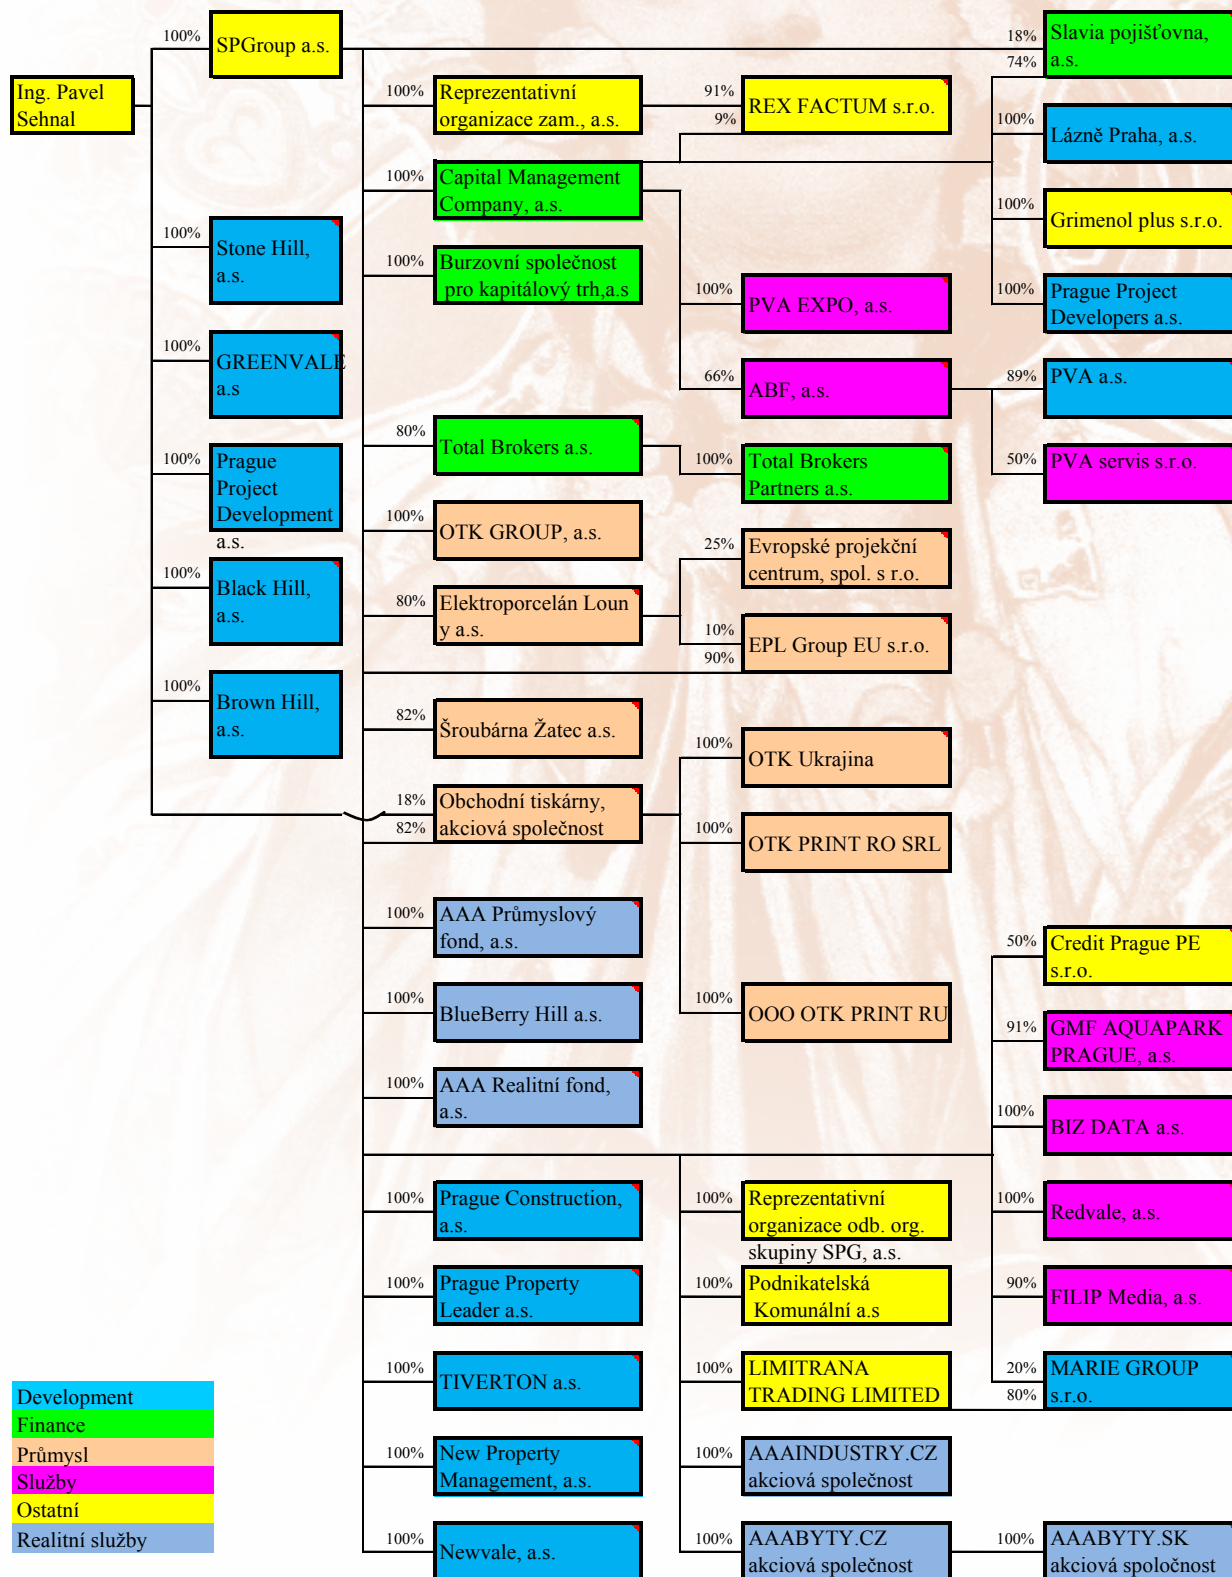 100%
SPGroup a.s.
18%
Slavia pojišťovna,
a.s.
74%
Ing. Pavel
Sehnal
100%
Reprezentativní
organizace zam., a.s.
91%
9%
REX FACTUM s.r.o.
100%
Lázně Praha, a.s.
100%
Capital Management
Company, a.s.
100%
Grimenol plus s.r.o.
100%
Stone Hill,
a.s.
100%
Burzovní společnost
pro kapitálový trh,a.s
100%
PVA EXPO, a.s.
100%
Prague Project
Developers a.s.
100%
GREENVALE
a.s
66%
ABF, a.s.
89%
PVA a.s.
100%
Prague
Project
Development
a.s.
80%
Total Brokers a.s.
100%
Total Brokers
Partners a.s.
50%
PVA servis s.r.o.
100%
OTK GROUP, a.s.
25%
Evropské projekční
centrum, spol. s r.o.
100%
Black Hill,
a.s.
80%
Elektroporcelán Loun
y a.s.
10%
90%
EPL Group EU s.r.o.
100%
Brown Hill,
a.s.
82%
Šroubárna Žatec a.s.
100%
OTK Ukrajina
18%
82%
Obchodní tiskárny,
akciová společnost
100%
OTK PRINT RO SRL
100%
AAA Průmyslový
fond, a.s.
50%
Credit Prague PE
s.r.o.
100%
BlueBerry Hill a.s.
100%
OOO OTK PRINT RU
91%
GMF AQUAPARK
PRAGUE, a.s.
100%
AAA Realitní fond,
a.s.
100%
BIZ DATA a.s.
100%
Prague Construction,
a.s.
100%
Reprezentativní
organizace odb. org.
skupiny SPG, a.s.
100%
Redvale, a.s.
100%
Prague Property
Leader a.s.
100%
Podnikatelská
Komunální a.s
90%
FILIP Media, a.s.
100%
TIVERTON a.s.
100%
LIMITRANA
TRADING LIMITED
20%
80%
MARIE GROUP
s.r.o.
100%
New Property
Management, a.s.
100%
AAAINDUSTRY.CZ
akciová společnost
100%
Newvale, a.s.
100%
AAABYTY.CZ
akciová společnost
100%
AAABYTY.SK
akciová spoločnost
Development
Finance
Průmysl
Služby
Ostatní
Realitní služby